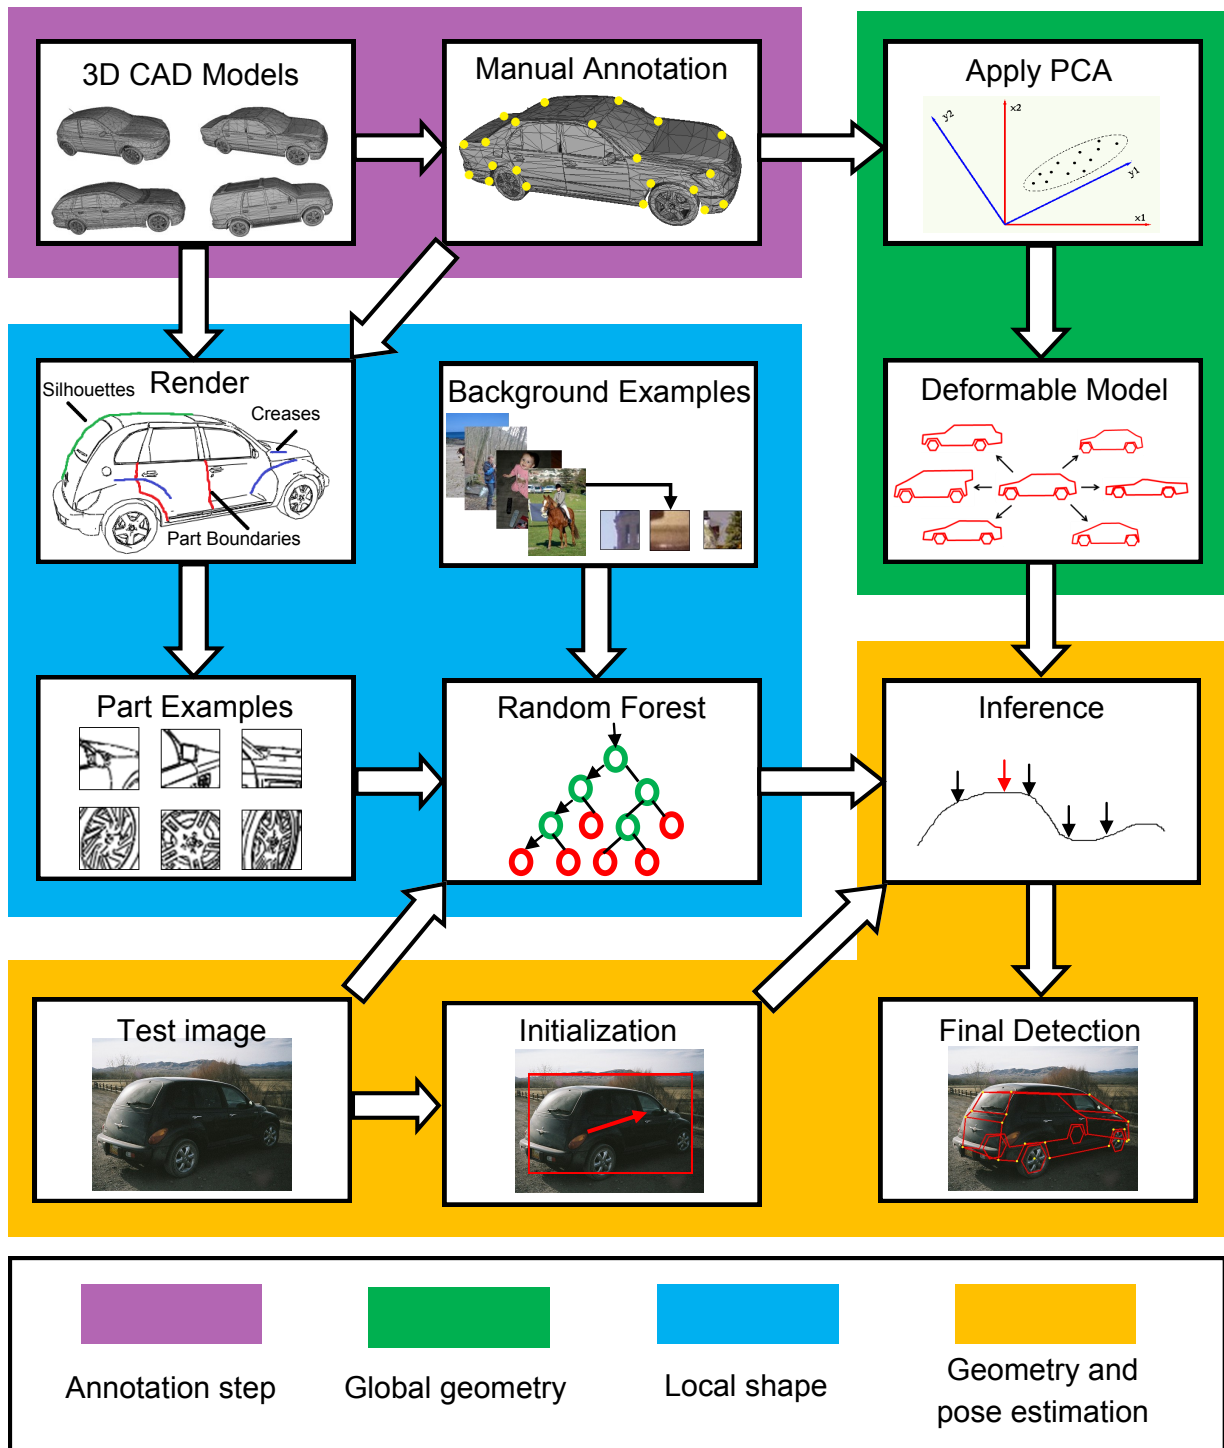 3D CAD Models
Manual Annotation
Apply PCA
x2
y2
y1
x1
Render
Silhouettes
Creases
Part Boundaries
Background Examples
Deformable Model
Part Examples
Random Forest
Inference
Test image
Initialization
Final Detection
Annotation step
Global geometry
Local shape
Geometry and
pose estimation